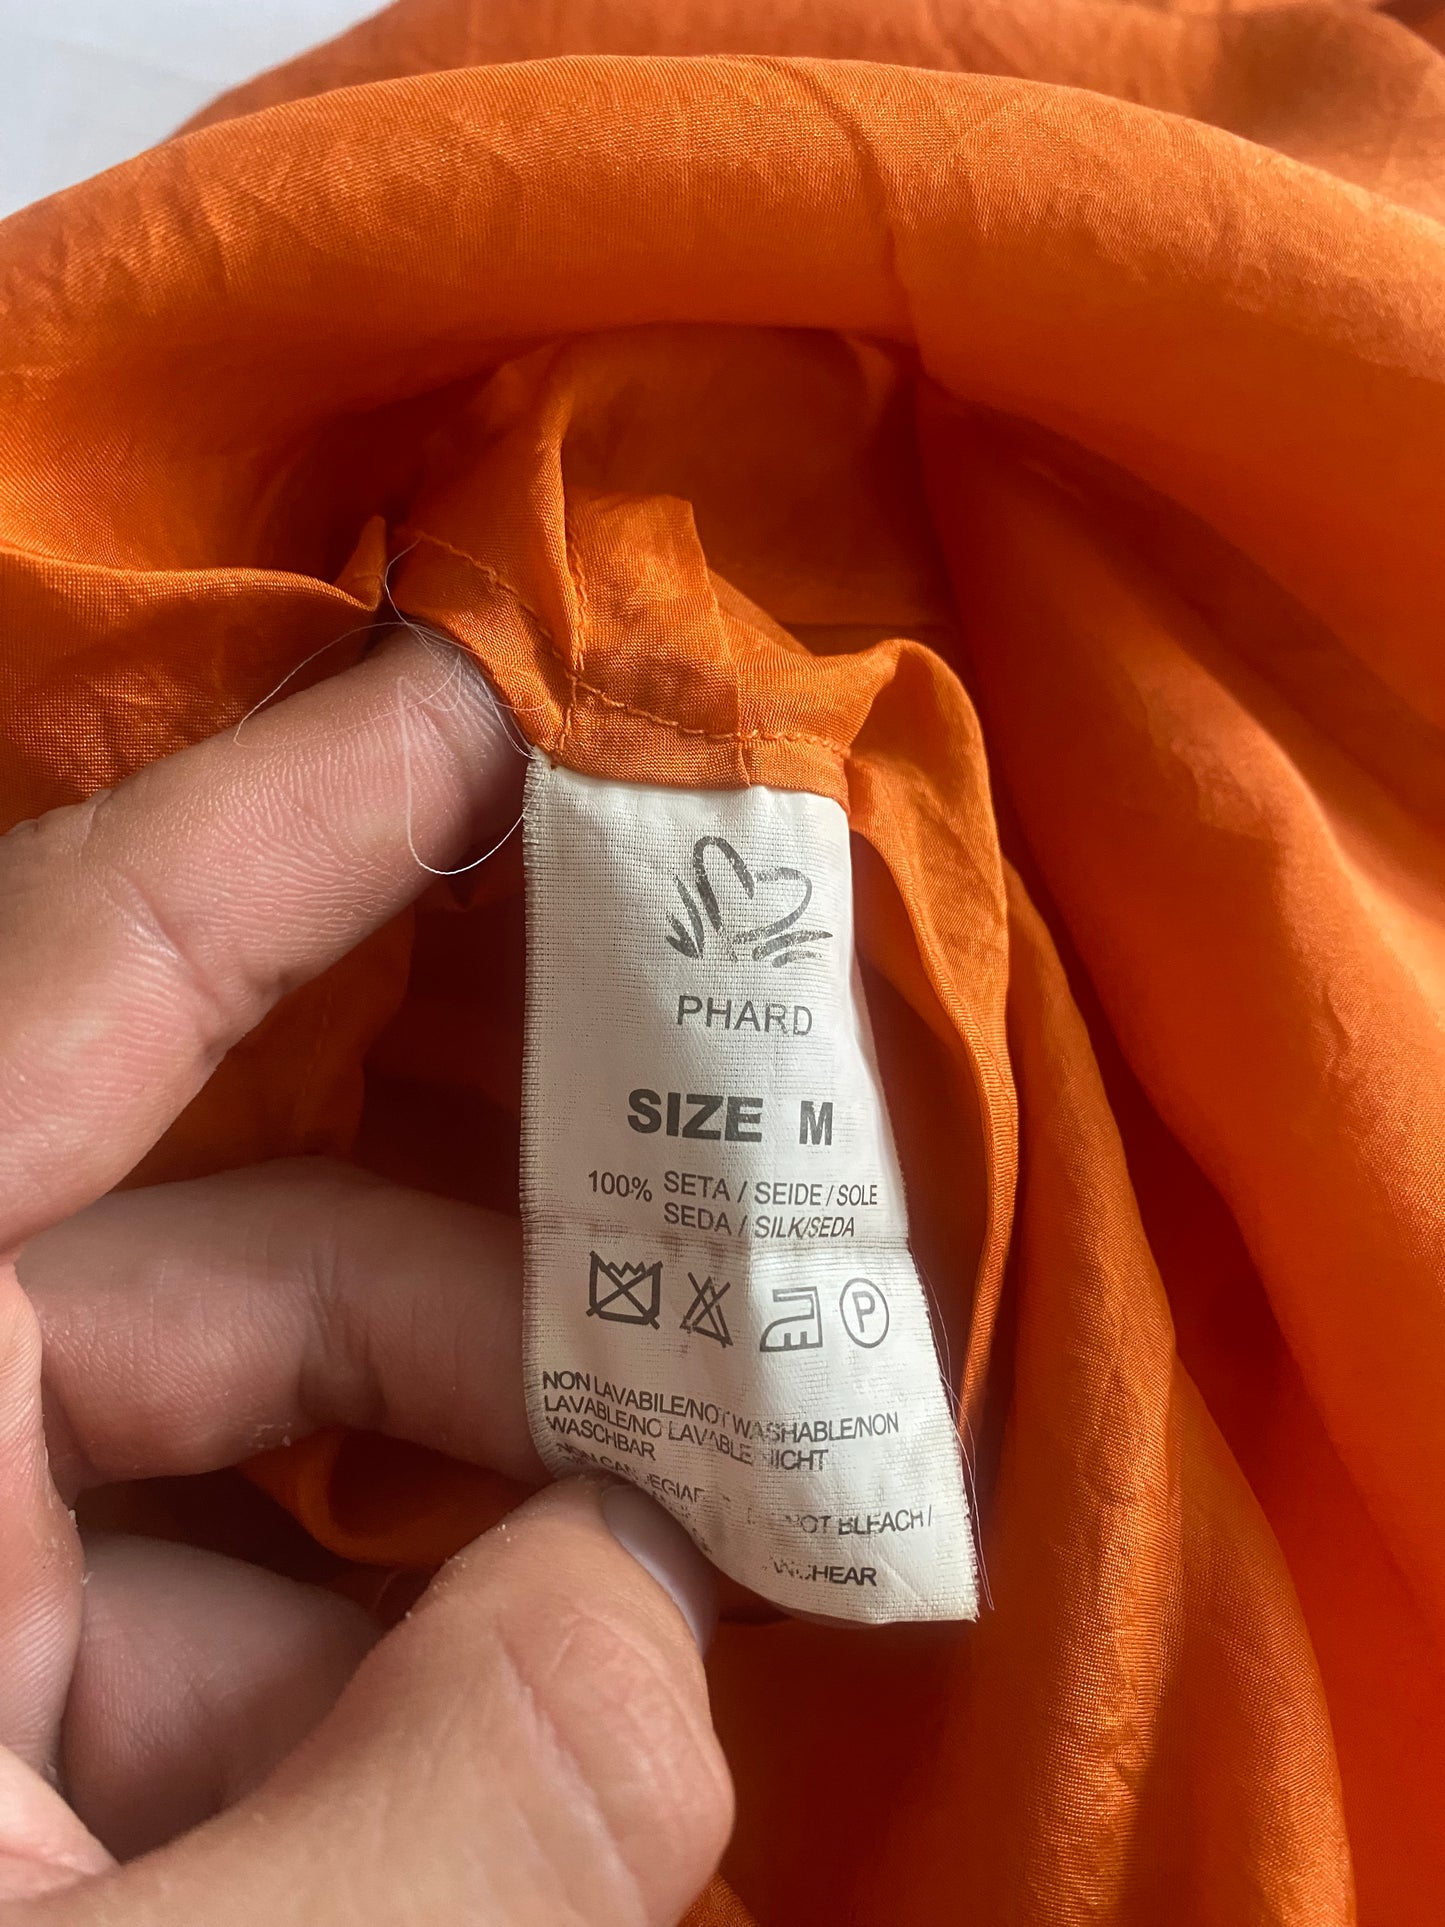 PHARD
SIZE M
100% SETA / SEIDE / SOLE
SEDA / SILK/SEDA
P
NON LAVABILE/NOT WASHABLE/NON
LAVABLE/NO LAVABLE NICHT
WASCHBAR
NON
NOT BLEACH /